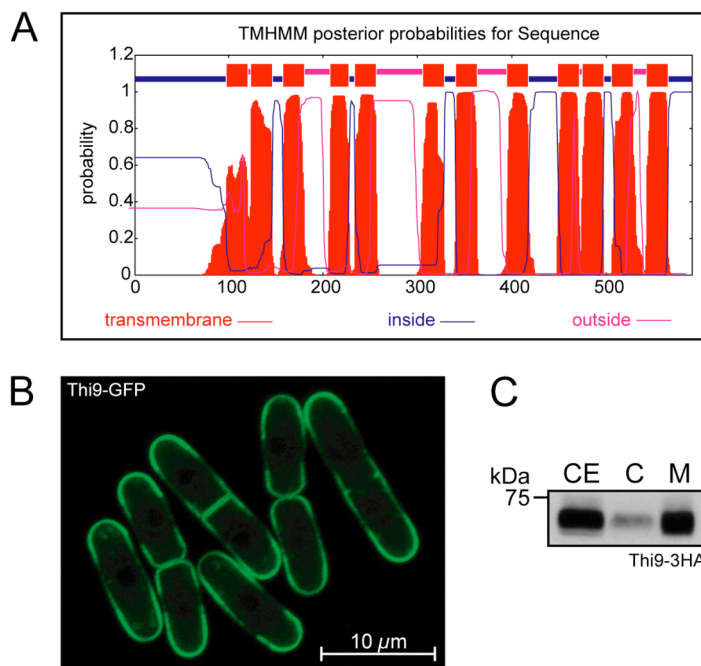 A
TMHMM posterior probabilities for Sequence
1.2
1
0.8
0.6
0.4
0.2
0
probability
0 100 200 300 400 500
transmembrane inside outside
B
Thi9-GFP
10 µm
C
kDa CE C M
75
Thi9-3HA